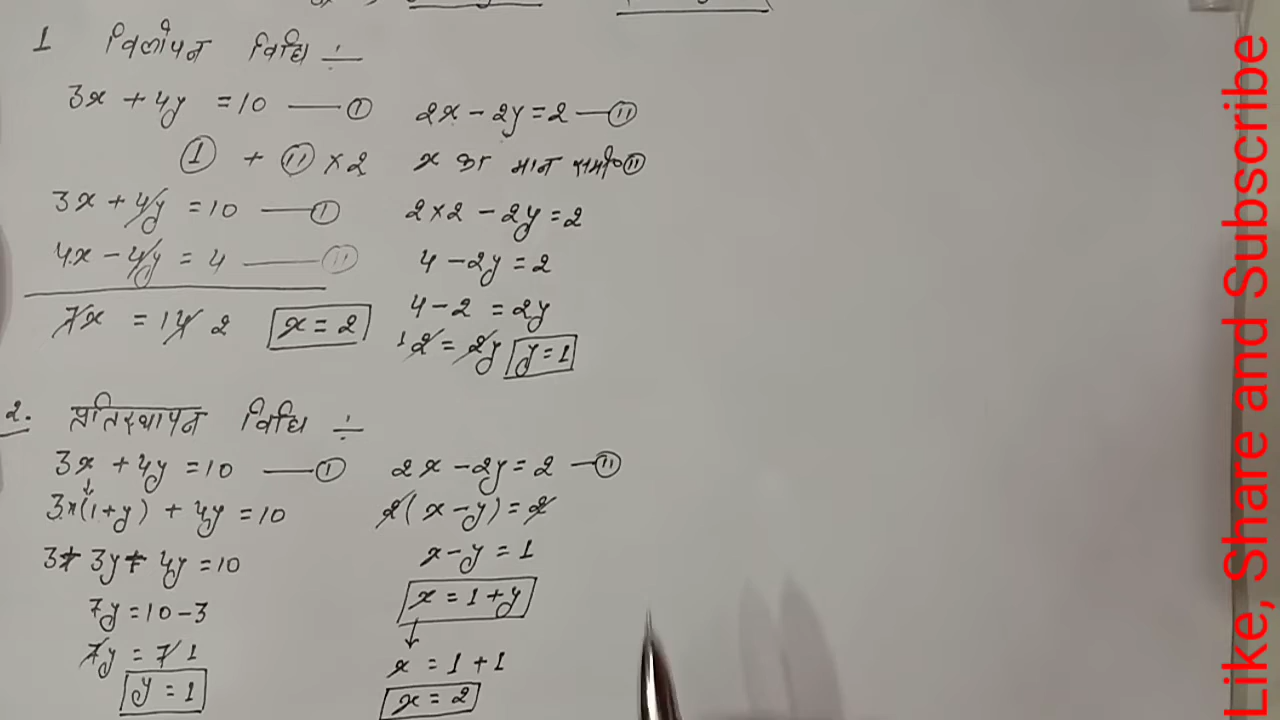 1 विलोपन विधि ÷
3x + 4y = 10 —— ①
① + ⑪ × 2
3x + 4y = 10 —— ①
4x - 4y = 4 —— ⑪
7x = 14 2 x = 2
2x - 2y = 2 — ⑪
x का मान समी० ⑪
2×2 - 2y = 2
4 - 2y = 2
4 - 2 = 2y
1 2 = 2y y = 1
2. प्रतिस्थापन विधि ÷
3x + 4y = 10 —— ①
3×(1+y) + 4y = 10
3 + 3y + 4y = 10
7y = 10 - 3
7y = 7 1
y = 1
2x - 2y = 2 — ⑪
2(x - y) = 2
x - y = 1
x = 1 + y
x = 1 + 1
x = 2
Like, Share and Subscribe